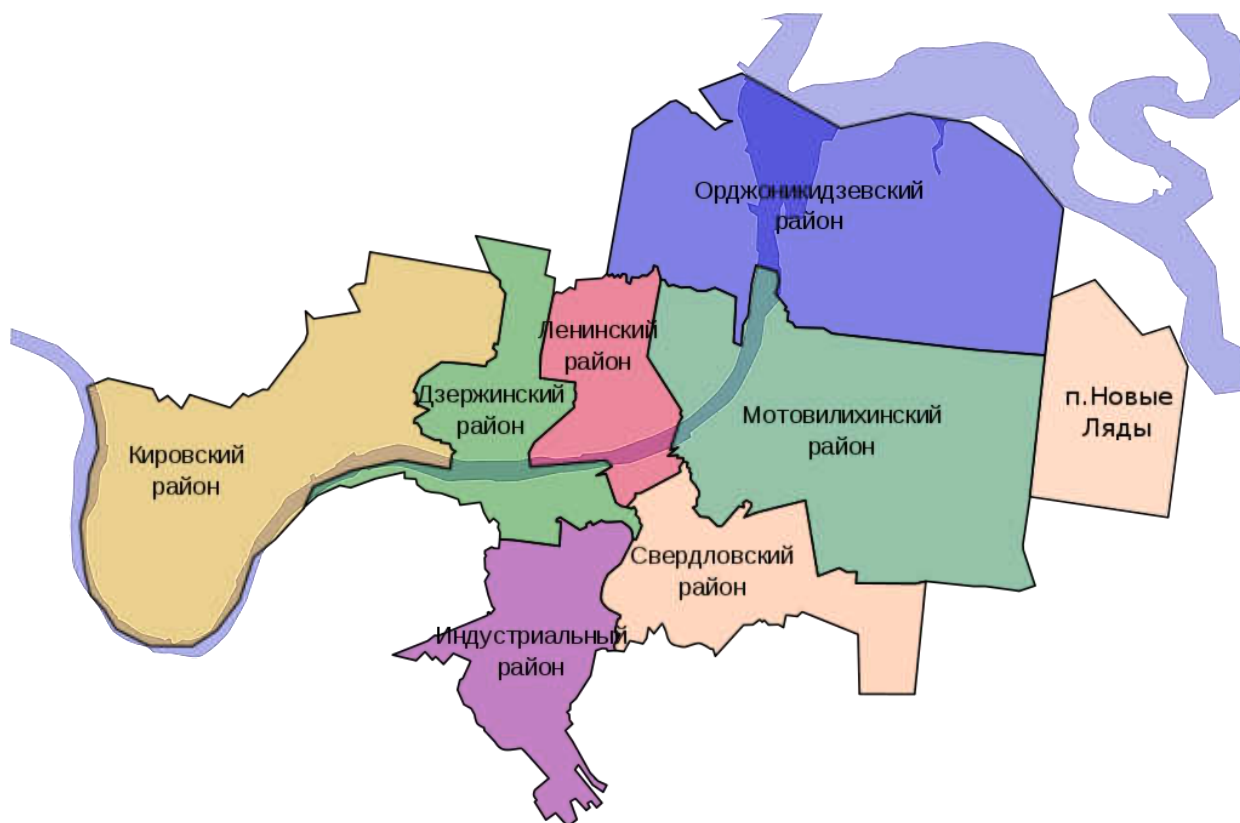 Орджоникидзевский
район
Ленинский
район
Дзержинский
район
п.Новые
Ляды
Мотовилихинский
район
Кировский
район
Свердловский
район
Индустриальный
район